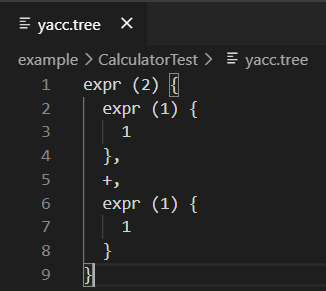 yacc.tree ×
example > CalculatorTest > yacc.tree
1 expr (2) {
2   expr (1) {
3     1
4   },
5   +,
6   expr (1) {
7     1
8   }
9 }